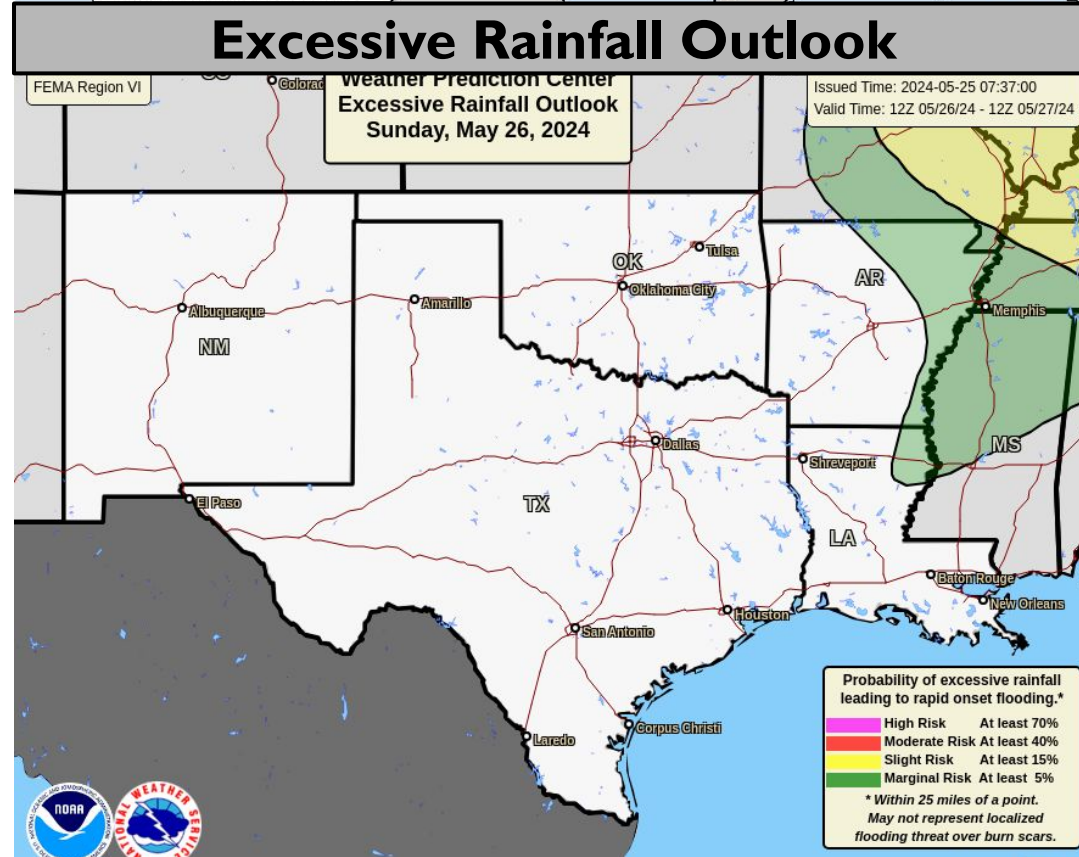 Excessive Rainfall Outlook
FEMA Region VI
Weather Prediction Center
Excessive Rainfall Outlook
Sunday, May 26, 2024
Issued Time: 2024-05-25 07:37:00
Valid Time: 12Z 05/26/24 - 12Z 05/27/24
Tulsa
OK
Oklahoma City
AR
Albuquerque
Amarillo
Memphis
NM
Dallas
MS
Shreveport
El Paso
TX
LA
Baton Rouge
New Orleans
Houston
San Antonio
Corpus Christi
Laredo
Probability of excessive rainfall
leading to rapid onset flooding.*
High Risk At least 70%
Moderate Risk At least 40%
Slight Risk At least 15%
Marginal Risk At least 5%
* Within 25 miles of a point.
May not represent localized
flooding threat over burn scars.
NOAA
NATIONAL WEATHER SERVICE